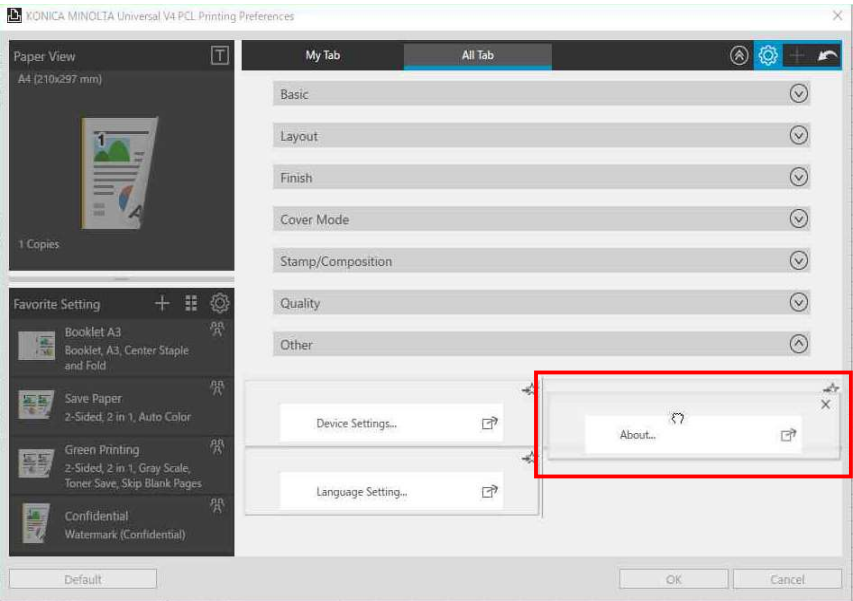 KONICA MINOLTA Universal V4 PCL Printing Preferences
Paper View
T
A4 (210x297 mm)
1
1 Copies
Favorite Setting
Booklet A3
Booklet, A3, Center Staple
and Fold
Save Paper
2-Sided, 2 in 1, Auto Color
Green Printing
2-Sided, 2 in 1, Gray Scale,
Toner Save, Skip Blank Pages
Confidential
Watermark (Confidential)
My Tab
All Tab
Basic
Layout
Finish
Cover Mode
Stamp/Composition
Quality
Other
Device Settings...
About...
Language Setting...
Default
OK
Cancel